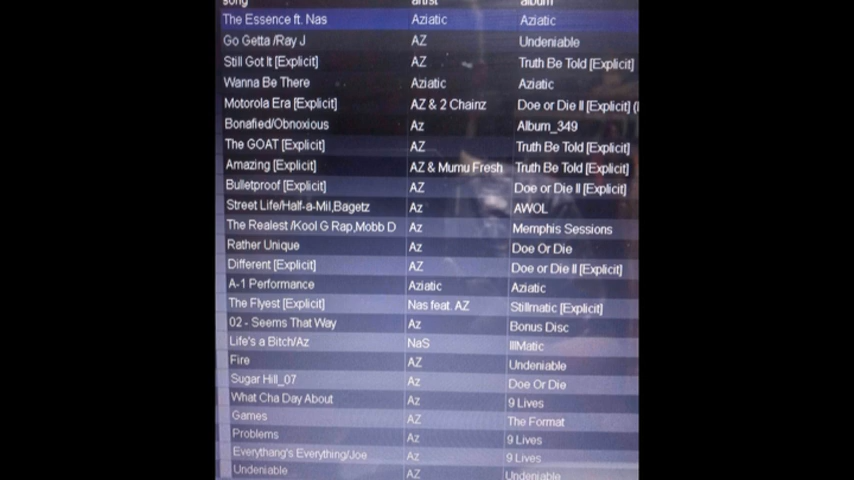 song artist album
The Essence ft. Nas Aziatic Aziatic
Go Getta /Ray J AZ Undeniable
Still Got It [Explicit] AZ Truth Be Told [Explicit]
Wanna Be There Aziatic Aziatic
Motorola Era [Explicit] AZ & 2 Chainz Doe or Die II [Explicit] (
Bonafied/Obnoxious Az Album_349
The GOAT [Explicit] AZ Truth Be Told [Explicit]
Amazing [Explicit] AZ & Mumu Fresh Truth Be Told [Explicit]
Bulletproof [Explicit] AZ Doe or Die II [Explicit]
Street Life/Half-a-Mil,Bagetz Az AWOL
The Realest /Kool G Rap,Mobb D Az Memphis Sessions
Rather Unique Az Doe Or Die
Different [Explicit] AZ Doe or Die II [Explicit]
A-1 Performance Aziatic Aziatic
The Flyest [Explicit] Nas feat. AZ Stillmatic [Explicit]
02 - Seems That Way Az Bonus Disc
Life's a Bitch/Az NaS IllMatic
Fire AZ Undeniable
Sugar Hill_07 Az Doe Or Die
What Cha Day About Az 9 Lives
Games AZ The Format
Problems Az 9 Lives
Everythang's Everything/Joe Az 9 Lives
Undeniable AZ Undeniable